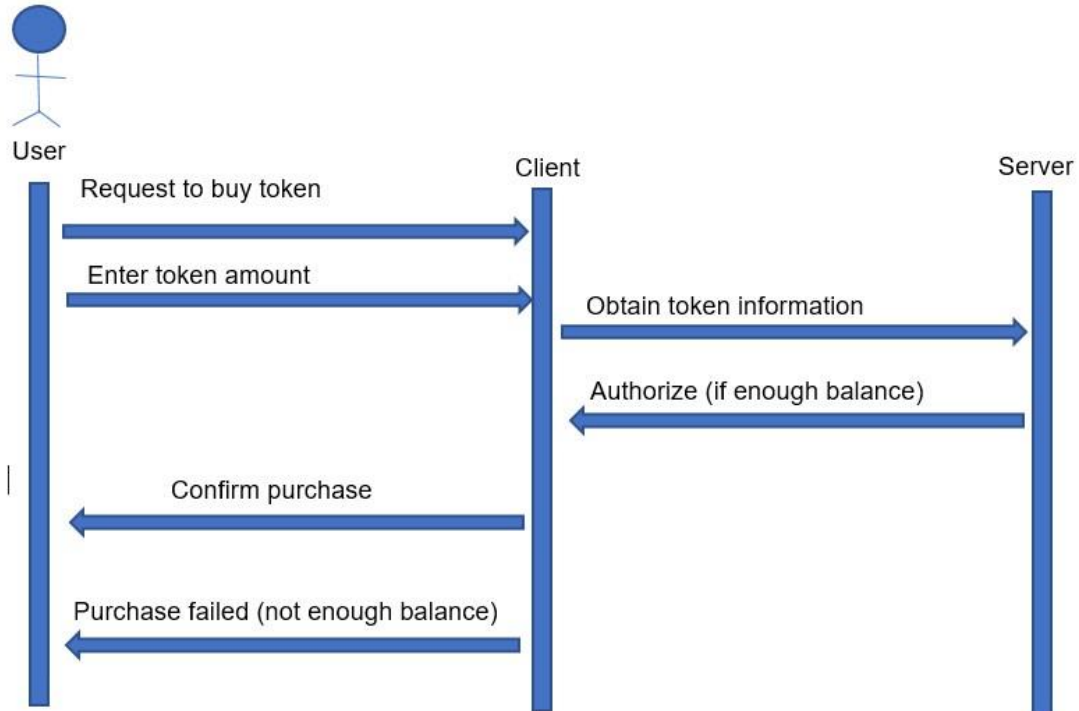 User
Client
Server
Request to buy token
Enter token amount
Obtain token information
Authorize (if enough balance)
Confirm purchase
Purchase failed (not enough balance)